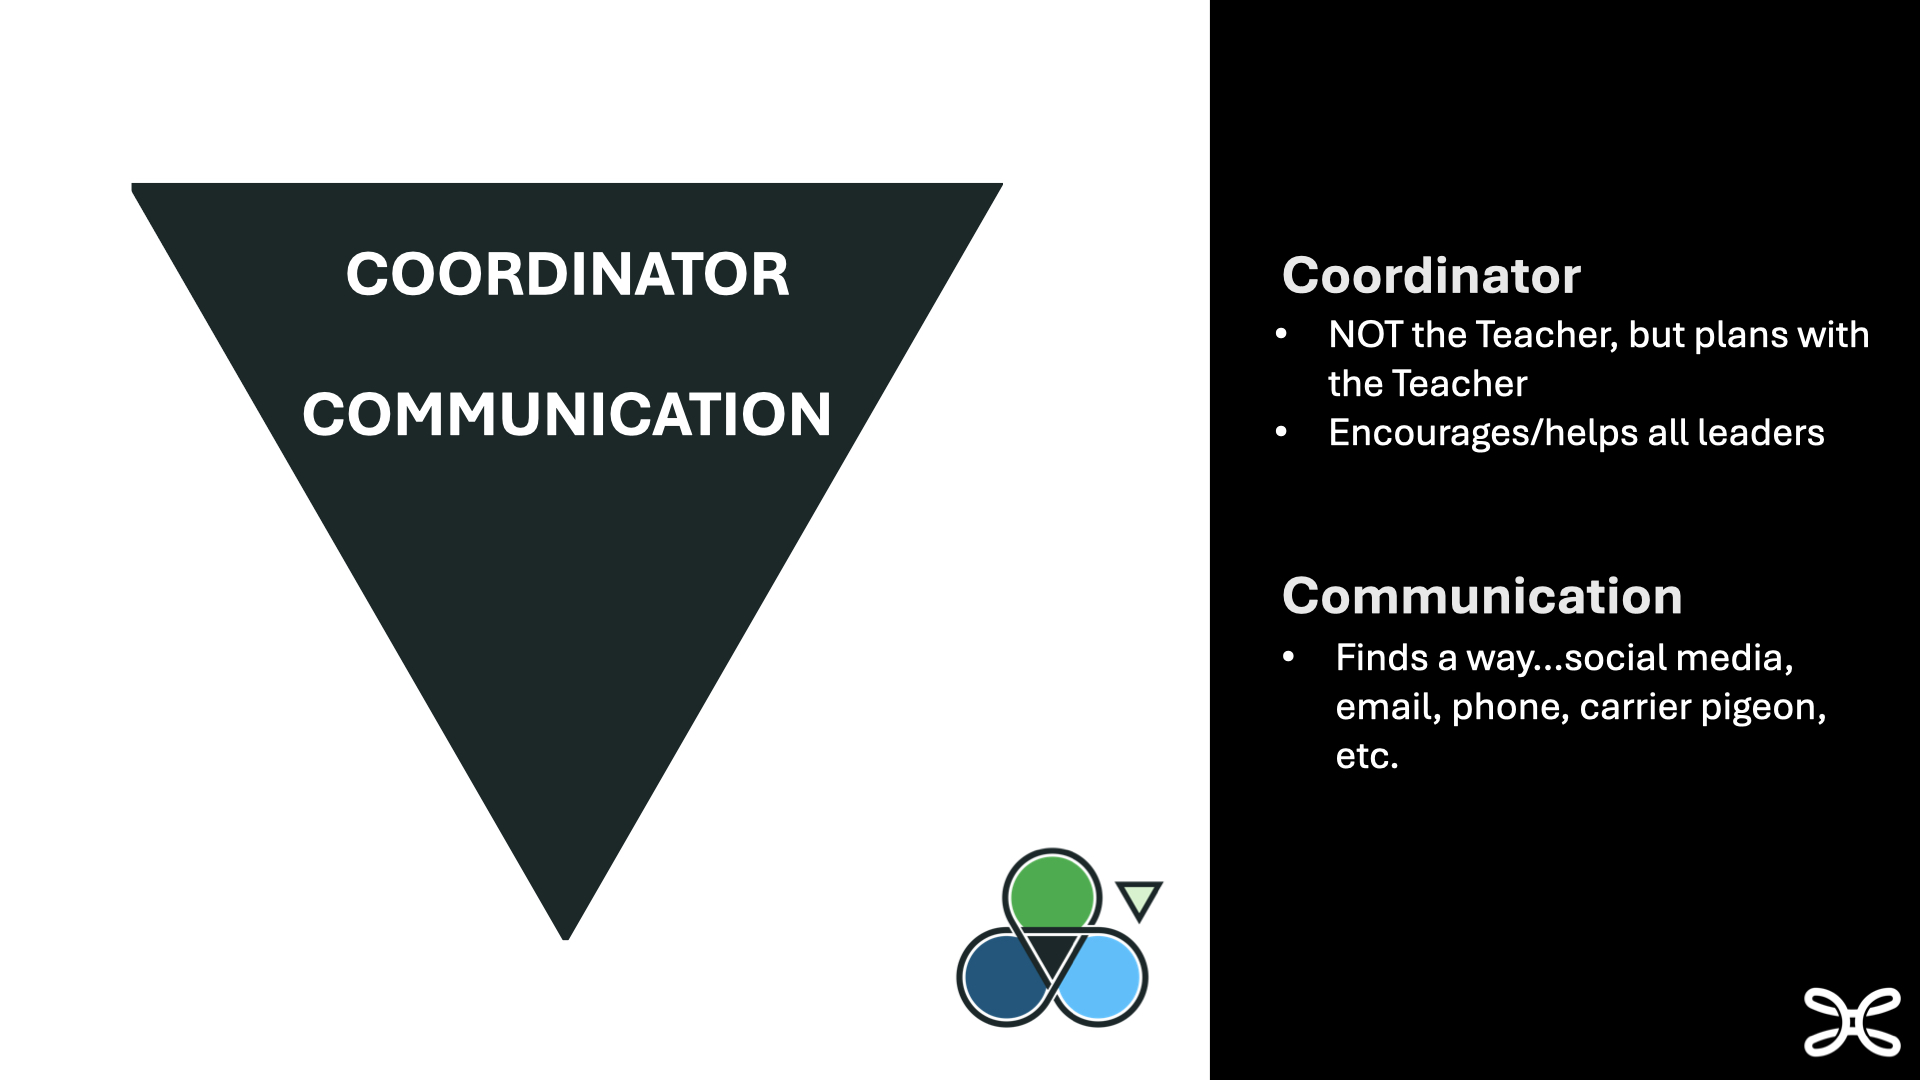 COORDINATOR
COMMUNICATION
Coordinator
• NOT the Teacher, but plans with
the Teacher
• Encourages/helps all leaders
Communication
• Finds a way...social media,
email, phone, carrier pigeon,
etc.